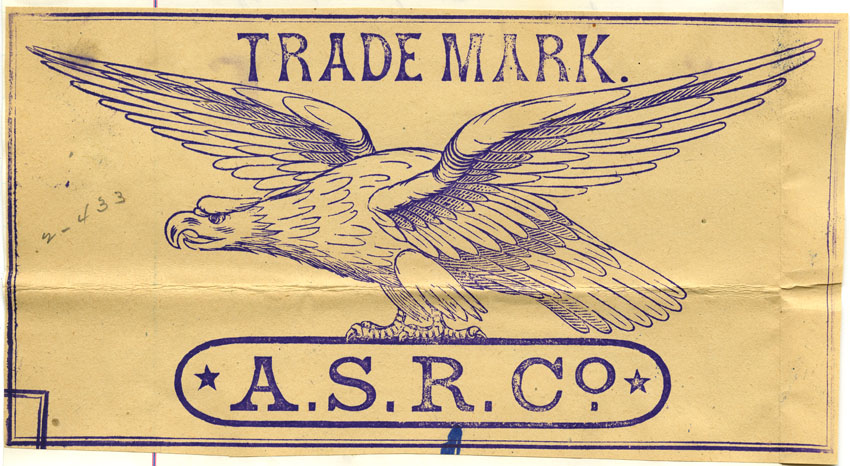 TRADE MARK.
2-433
★ A.S.R.Co. ★